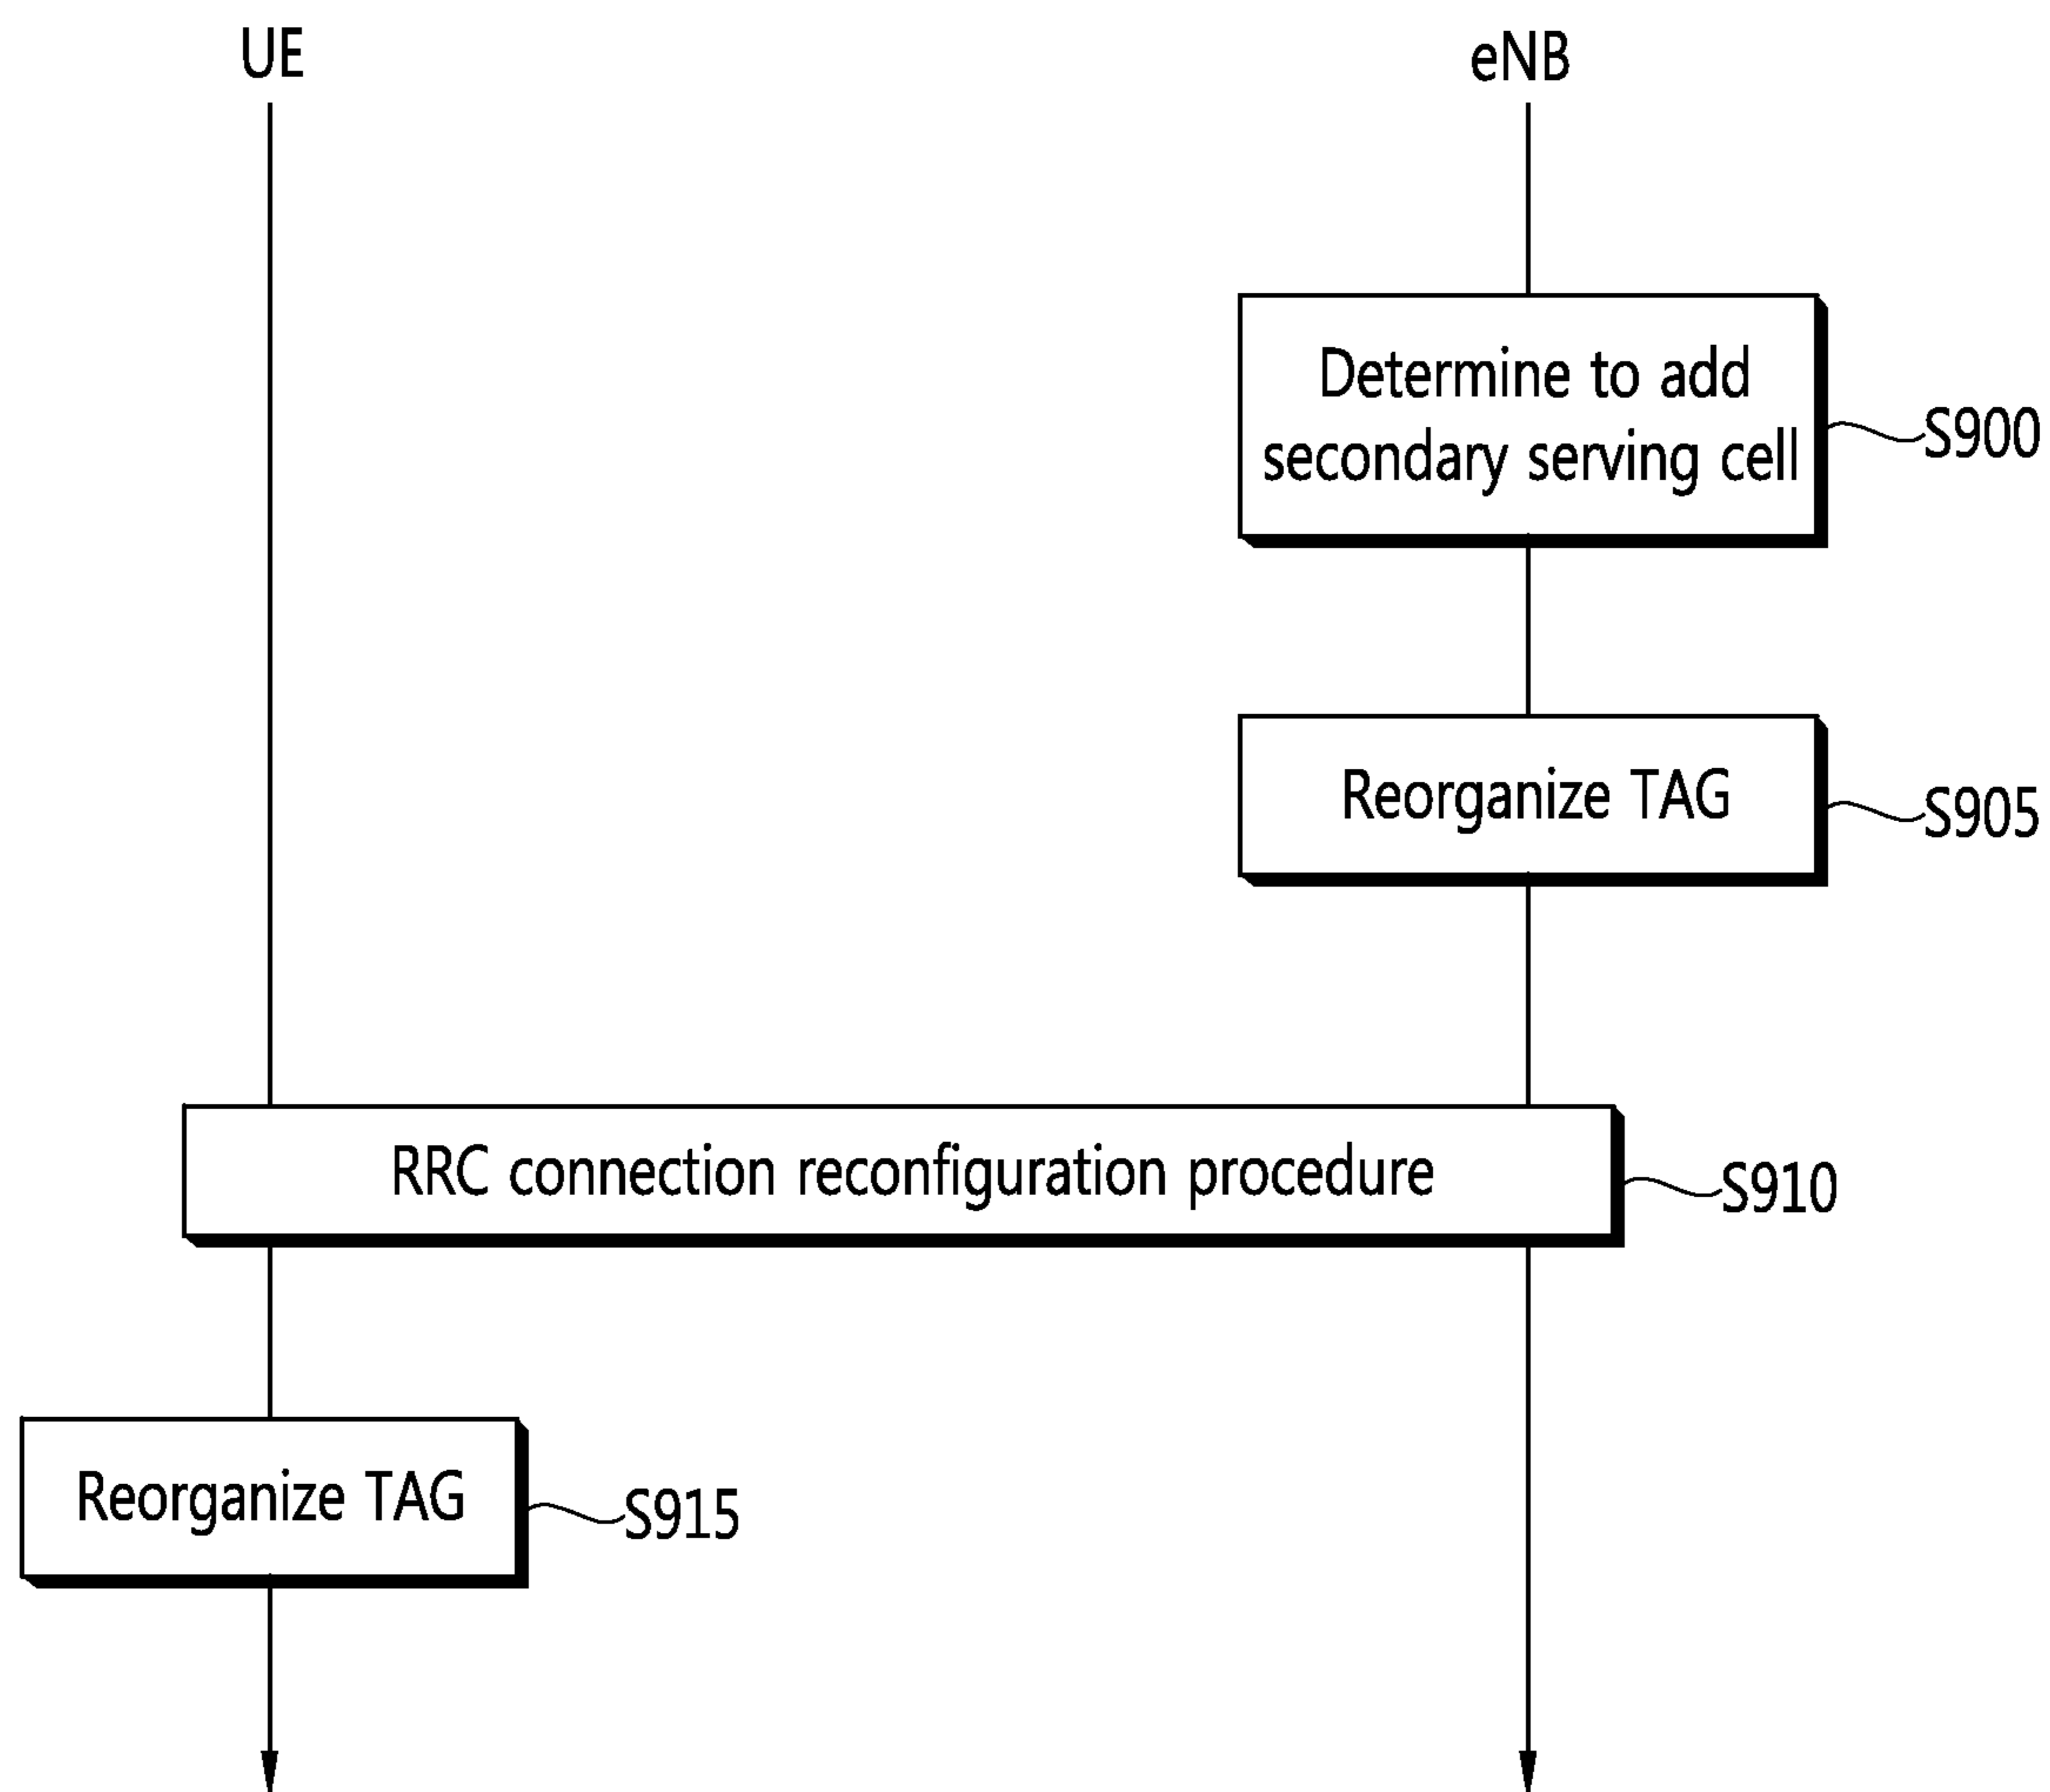 UE
eNB
Determine to add
secondary serving cell
S900
Reorganize TAG
S905
RRC connection reconfiguration procedure
S910
Reorganize TAG
S915